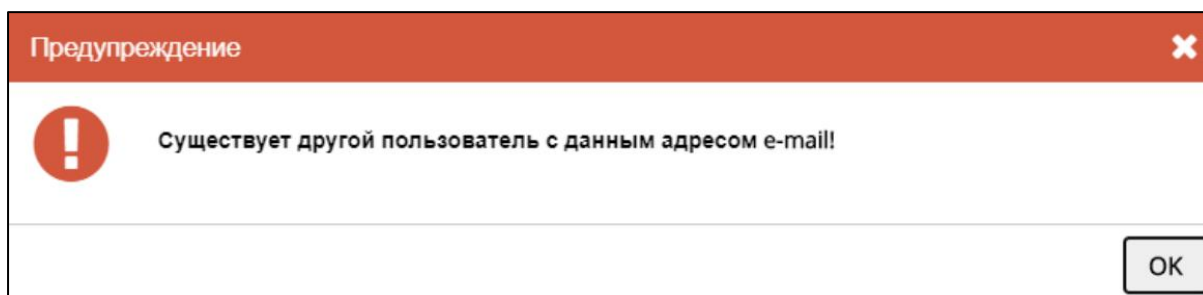 Предупреждение
Существует другой пользователь с данным адресом e-mail!
OK